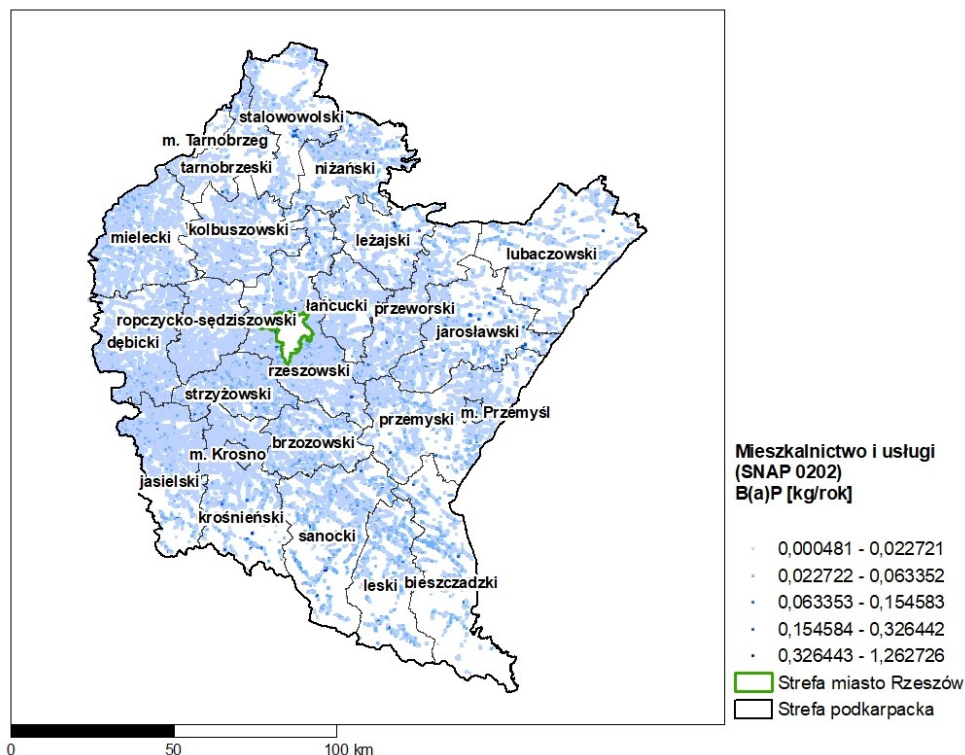 stalowowolski
m. Tarnobrzeg
tarnobrzeski
niżański
kolbuszowski
mielecki
leżajski
lubaczowski
łańcucki
przeworski
ropczycko-sędziszowski
jarosławski
dębicki
rzeszowski
strzyżowski
przemyski
m. Przemyśl
brzozowski
m. Krosno
jasielski
krośnieński
sanocki
leski
bieszczadzki
Mieszkalnictwo i usługi
(SNAP 0202)
B(a)P [kg/rok]
0,000481 - 0,022721
0,022722 - 0,063352
0,063353 - 0,154583
0,154584 - 0,326442
0,326443 - 1,262726
Strefa miasto Rzeszów
Strefa podkarpacka
0 50 100 km